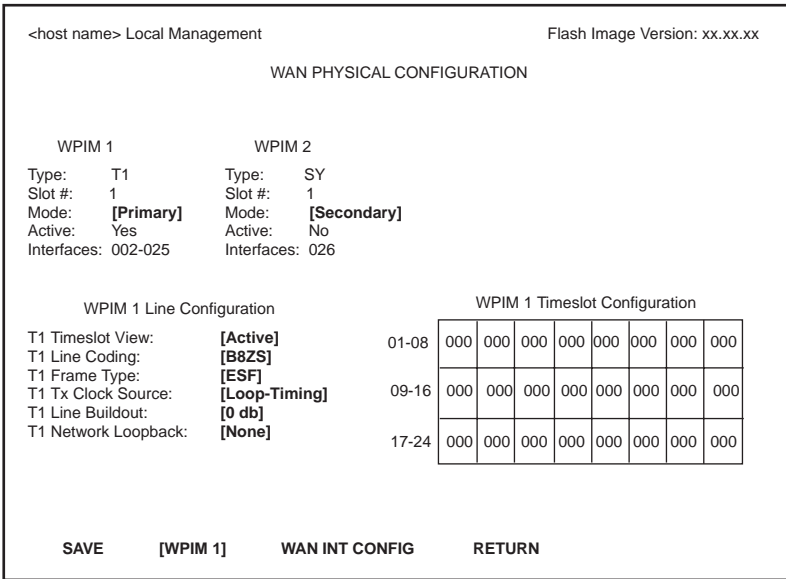 <host name> Local Management Flash Image Version: xx.xx.xx
WAN PHYSICAL CONFIGURATION
WPIM 1 WPIM 2
Type: T1 Type: SY
Slot #: 1 Slot #: 1
Mode: [Primary] Mode: [Secondary]
Active: Yes Active: No
Interfaces: 002-025 Interfaces: 026
WPIM 1 Line Configuration
T1 Timeslot View: [Active]
T1 Line Coding: [B8ZS]
T1 Frame Type: [ESF]
T1 Tx Clock Source: [Loop-Timing]
T1 Line Buildout: [0 db]
T1 Network Loopback: [None]
WPIM 1 Timeslot Configuration
01-08 000 000 000 000 000 000 000 000
09-16 000 000 000 000 000 000 000 000
17-24 000 000 000 000 000 000 000 000
SAVE [WPIM 1] WAN INT CONFIG RETURN